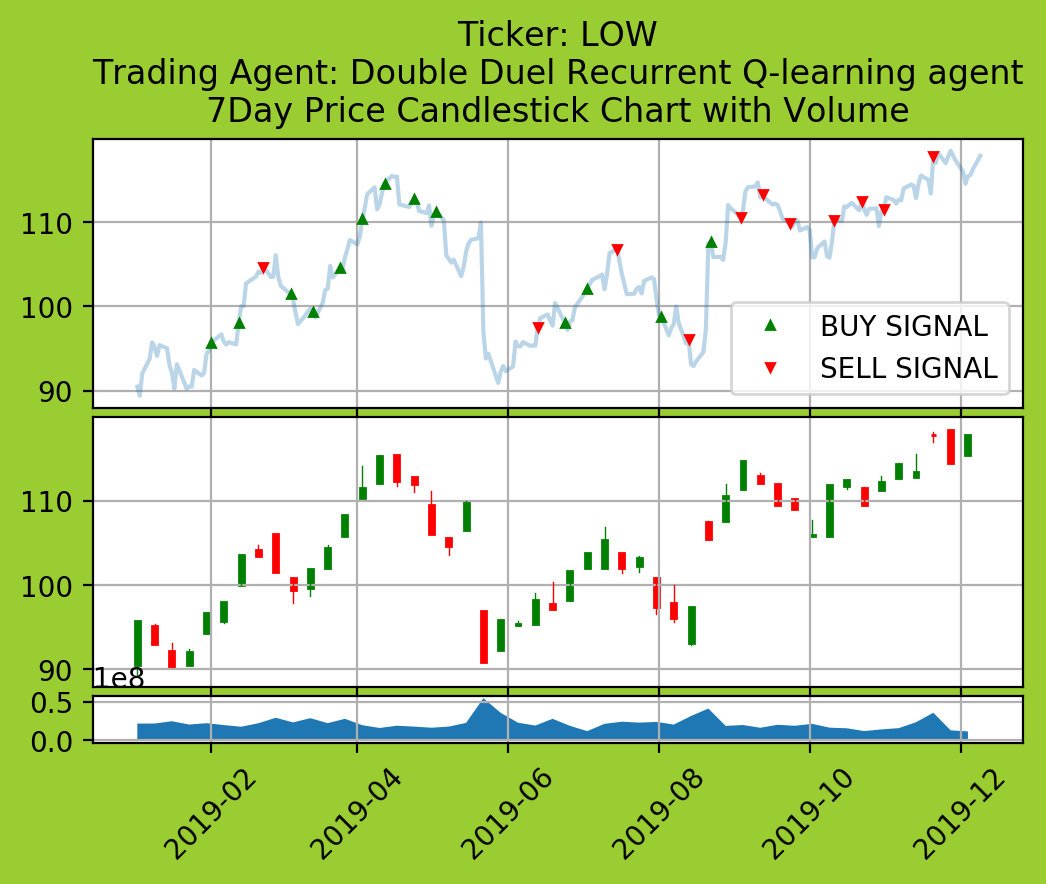 Ticker: LOW
Trading Agent: Double Duel Recurrent Q-learning agent
7Day Price Candlestick Chart with Volume
110
100
90
BUY SIGNAL
SELL SIGNAL
110
100
90
1e8
0.5
0.0
2019-02
2019-04
2019-06
2019-08
2019-10
2019-12